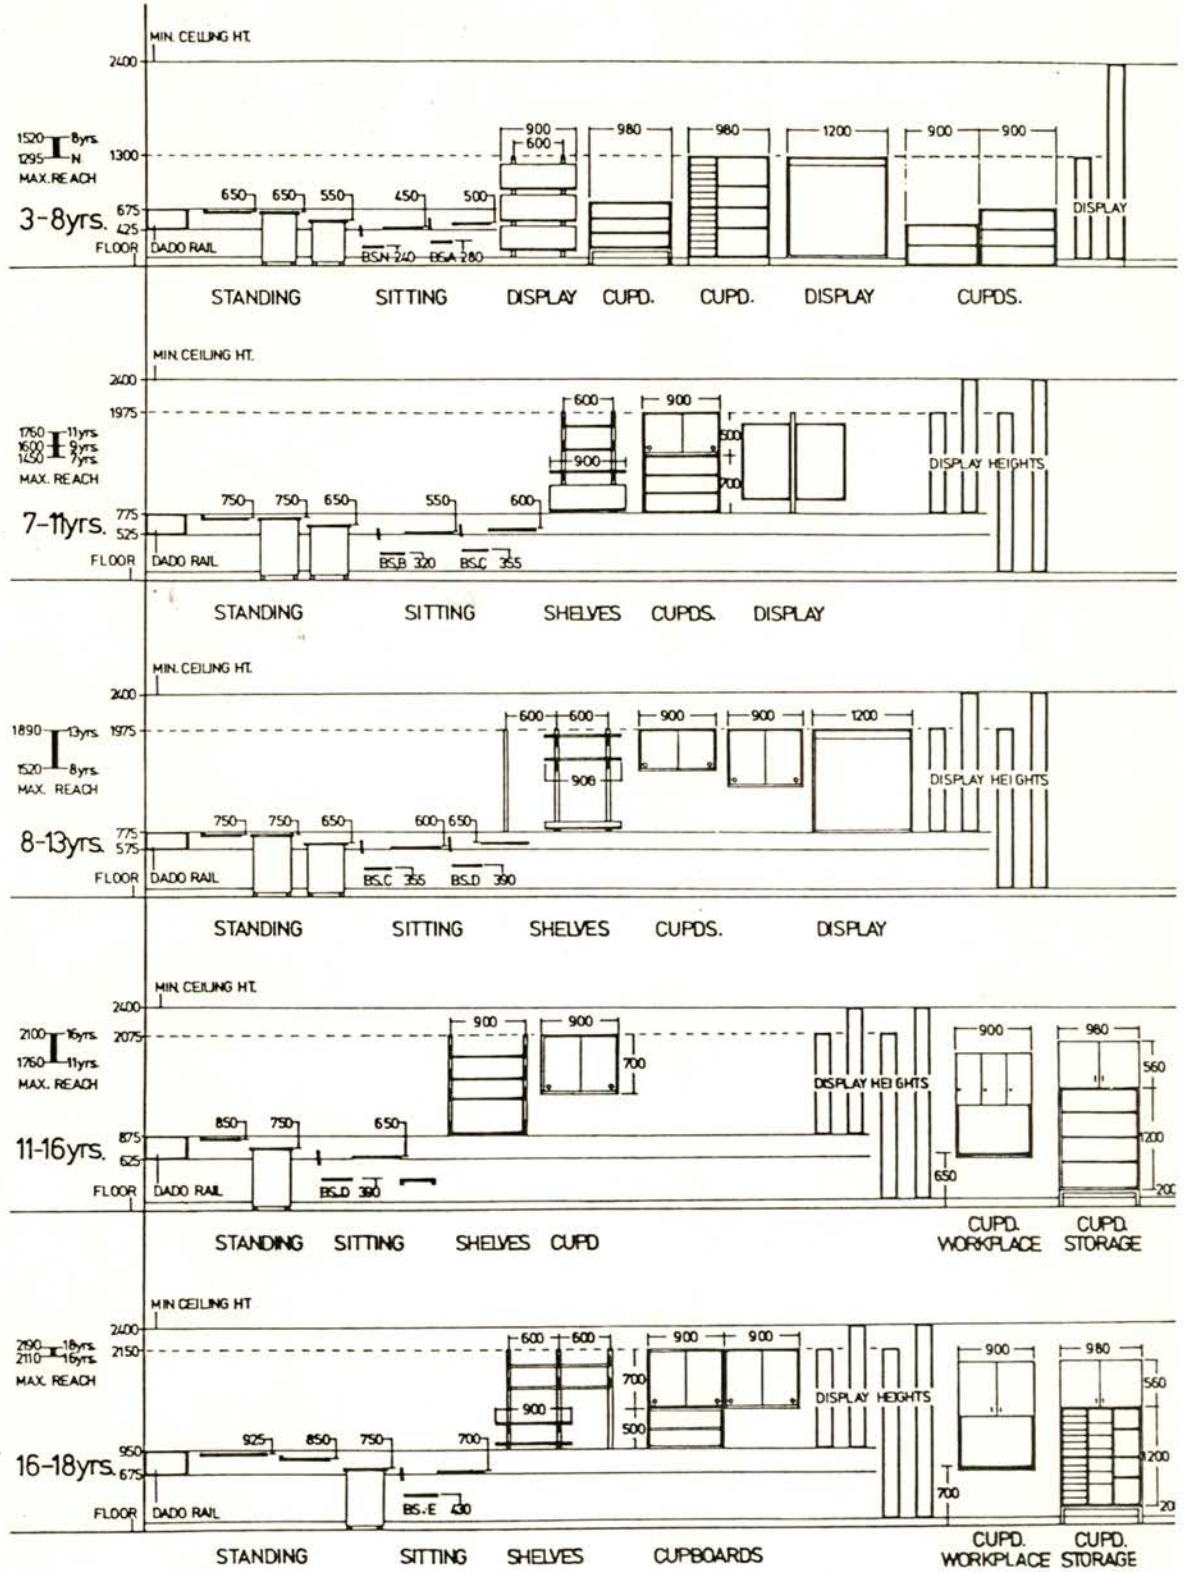 MIN. CEILING HT.
2400
1520 8yrs.
1295 N
MAX. REACH
1300
900 980 980 1200 900 900
600
650 650 550 450 500
DISPLAY
675
3-8yrs.
425
FLOOR DADO RAIL BS.N 240 BS.A 280
STANDING SITTING DISPLAY CUPD. CUPD. DISPLAY CUPDS.
MIN. CEILING HT.
2400
1975
600 900
1760 11yrs.
1600 9yrs.
1450 7yrs.
MAX. REACH
500
900
700
DISPLAY HEIGHTS
750 750 650 550 600
775
7-11yrs.
525
FLOOR DADO RAIL BS.B 320 BS.C 355
STANDING SITTING SHELVES CUPDS. DISPLAY
MIN. CEILING HT.
2400
1890 13yrs.
1975
1520 8yrs.
MAX. REACH
600 600 900 900 1200
900
DISPLAY HEIGHTS
750 750 650 600 650
775
8-13yrs.
575
FLOOR DADO RAIL BS.C 355 BS.D 390
STANDING SITTING SHELVES CUPDS. DISPLAY
MIN. CEILING HT.
2400
2100 16yrs.
2075
1760 11yrs.
MAX. REACH
900 900 900 980
700
560
DISPLAY HEIGHTS
850 750 650
875
11-16yrs.
625
1200
650
200
FLOOR DADO RAIL BS.D 390
STANDING SITTING SHELVES CUPD
CUPD. WORKPLACE
CUPD. STORAGE
MIN CEILING HT
2400
2190 18yrs.
2110 16yrs.
MAX. REACH
2150
600 600 900 900 900 980
700
560
DISPLAY HEIGHTS
900
500
925 850 750 700
950
16-18yrs.
675
1200
700
FLOOR DADO RAIL BS.E 430
STANDING SITTING SHELVES CUPBOARDS
CUPD. WORKPLACE
CUPD. STORAGE